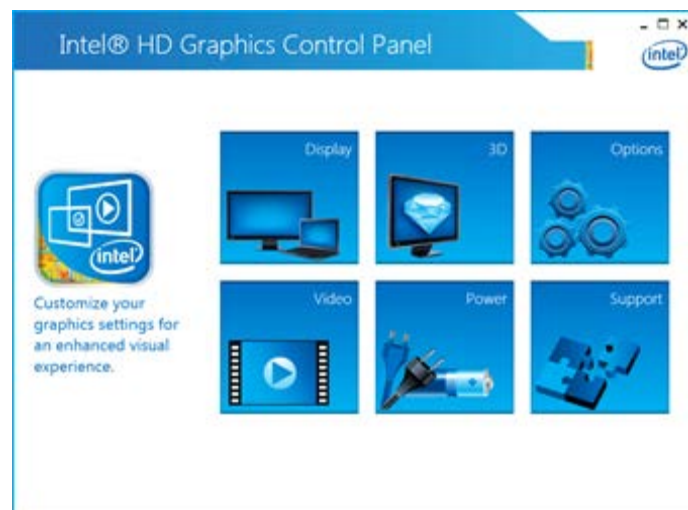 Intel® HD Graphics Control Panel
intel
Display
3D
Options
intel
Customize your
graphics settings for
an enhanced visual
experience.
Video
Power
Support